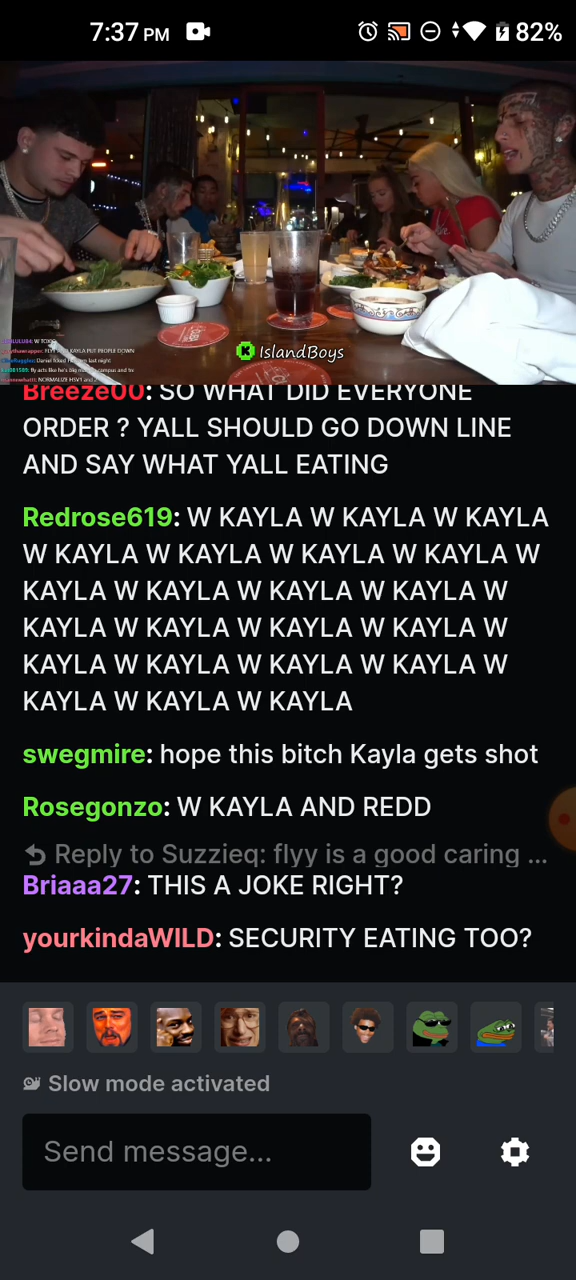 7:37 PM
82%
IslandBoys
Breeze00: SO WHAT DID EVERYONE
ORDER ? YALL SHOULD GO DOWN LINE
AND SAY WHAT YALL EATING
Redrose619: W KAYLA W KAYLA W KAYLA
W KAYLA W KAYLA W KAYLA W KAYLA W
KAYLA W KAYLA W KAYLA W KAYLA W
KAYLA W KAYLA W KAYLA W KAYLA W
KAYLA W KAYLA W KAYLA W KAYLA W
KAYLA W KAYLA W KAYLA
swegmire: hope this bitch Kayla gets shot
Rosegonzo: W KAYLA AND REDD
Reply to Suzzieq: flyy is a good caring ...
Briaaa27: THIS A JOKE RIGHT?
yourkindaWILD: SECURITY EATING TOO?
Slow mode activated
Send message...